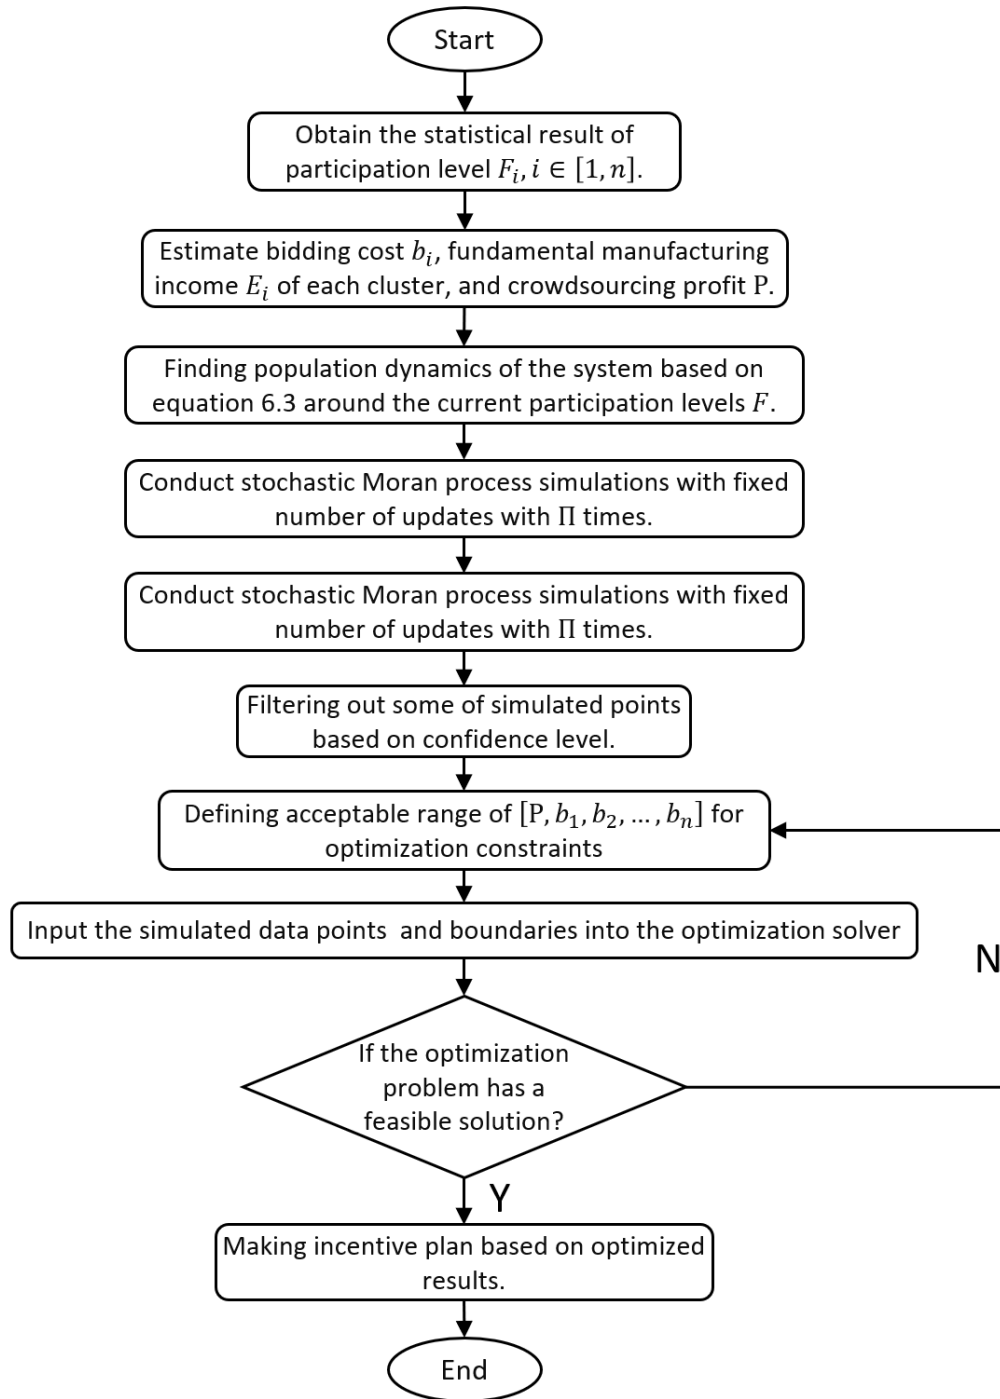 Start
Obtain the statistical result of
participation level F_i, i ∈ [1, n].
Estimate bidding cost b_i, fundamental manufacturing
income E_i of each cluster, and crowdsourcing profit P.
Finding population dynamics of the system based on
equation 6.3 around the current participation levels F.
Conduct stochastic Moran process simulations with fixed
number of updates with Π times.
Conduct stochastic Moran process simulations with fixed
number of updates with Π times.
Filtering out some of simulated points
based on confidence level.
Defining acceptable range of [P, b_1, b_2, … , b_n] for
optimization constraints
Input the simulated data points and boundaries into the optimization solver
N
If the optimization
problem has a
feasible solution?
Y
Making incentive plan based on optimized
results.
End